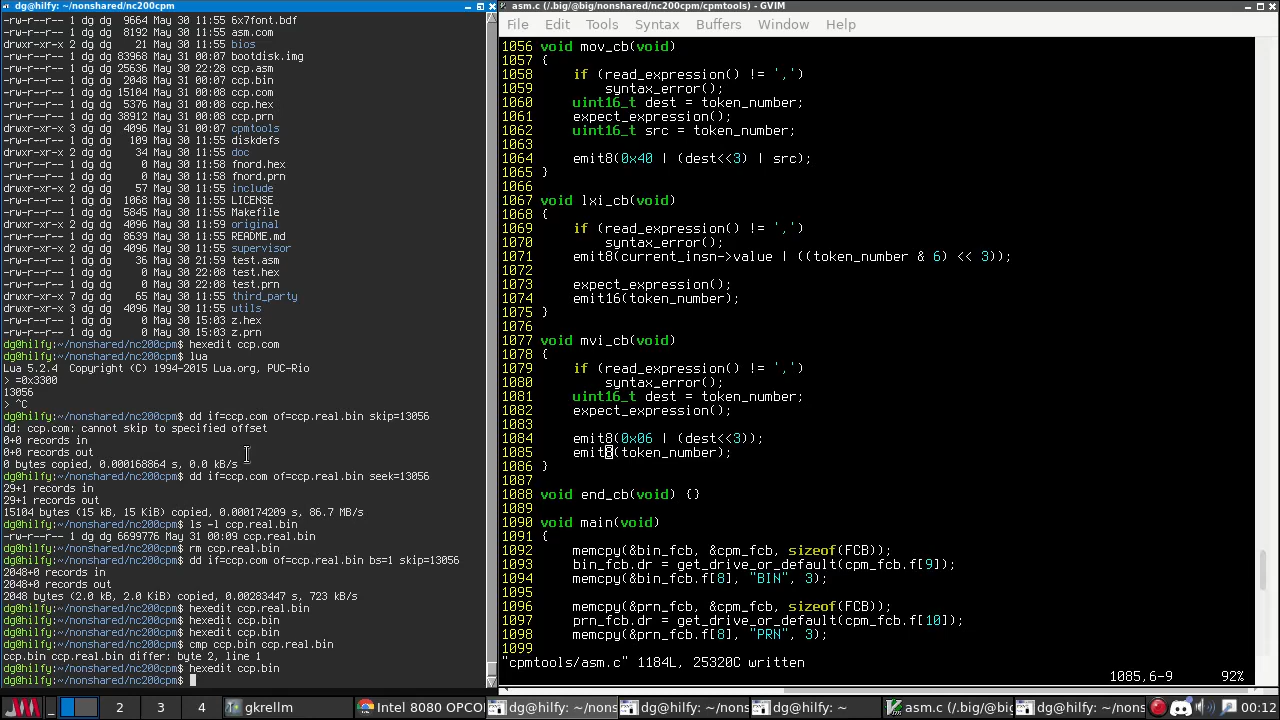 dg@hilfy: ~/nonshared/nc200cpm
-rw-r--r-- 1 dg dg 9664 May 30 11:55 6x7font.bdf
-rw-r--r-- 1 dg dg 8192 May 31 11:55 asm.com
drwxr-xr-x 2 dg dg 21 May 30 11:55 bios
-rw-r--r-- 1 dg dg 83968 May 31 00:07 bootdisk.img
-rw-r--r-- 1 dg dg 25636 May 30 22:28 ccp.asm
-rw-r--r-- 1 dg dg 2048 May 31 00:07 ccp.bin
-rw-r--r-- 1 dg dg 15104 May 31 00:08 ccp.com
-rw-r--r-- 1 dg dg 5376 May 31 00:08 ccp.hex
-rw-r--r-- 1 dg dg 38912 May 31 00:08 ccp.prn
drwxr-xr-x 3 dg dg 4096 May 31 00:07 cpmtools
-rw-r--r-- 1 dg dg 109 May 30 11:55 diskdefs
drwxr-xr-x 2 dg dg 34 May 30 11:55 doc
-rw-r--r-- 1 dg dg 0 May 30 11:58 fnord.hex
-rw-r--r-- 1 dg dg 0 May 30 11:58 fnord.prn
drwxr-xr-x 2 dg dg 57 May 30 11:55 include
-rw-r--r-- 1 dg dg 1068 May 30 11:55 LICENSE
-rw-r--r-- 1 dg dg 5845 May 30 11:55 Makefile
drwxr-xr-x 2 dg dg 4096 May 30 11:59 original
-rw-r--r-- 1 dg dg 8639 May 30 11:55 README.md
drwxr-xr-x 2 dg dg 4096 May 30 11:55 supervisor
-rw-r--r-- 1 dg dg 36 May 30 21:59 test.asm
-rw-r--r-- 1 dg dg 0 May 30 22:08 test.hex
-rw-r--r-- 1 dg dg 0 May 30 22:08 test.prn
drwxr-xr-x 7 dg dg 65 May 30 11:55 third_party
drwxr-xr-x 3 dg dg 4096 May 30 11:55 utils
-rw-r--r-- 1 dg dg 0 May 30 15:03 z.hex
-rw-r--r-- 1 dg dg 0 May 30 15:03 z.prn
dg@hilfy:~/nonshared/nc200cpm$ hexedit ccp.com
dg@hilfy:~/nonshared/nc200cpm$ lua
Lua 5.2.4  Copyright (C) 1994-2015 Lua.org, PUC-Rio
> =0x3300
13056
> ^C
dg@hilfy:~/nonshared/nc200cpm$ dd if=ccp.com of=ccp.real.bin skip=13056
dd: ccp.com: cannot skip to specified offset
0+0 records in
0+0 records out
0 bytes copied, 0.000168864 s, 0.0 kB/s
dg@hilfy:~/nonshared/nc200cpm$ dd if=ccp.com of=ccp.real.bin seek=13056
29+1 records in
29+1 records out
15104 bytes (15 kB, 15 KiB) copied, 0.000174209 s, 86.7 MB/s
dg@hilfy:~/nonshared/nc200cpm$ ls -l ccp.real.bin
-rw-r--r-- 1 dg dg 6699776 May 31 00:09 ccp.real.bin
dg@hilfy:~/nonshared/nc200cpm$ rm ccp.real.bin
dg@hilfy:~/nonshared/nc200cpm$ dd if=ccp.com of=ccp.real.bin bs=1 skip=13056
2048+0 records in
2048+0 records out
2048 bytes (2.0 kB, 2.0 KiB) copied, 0.00283447 s, 723 kB/s
dg@hilfy:~/nonshared/nc200cpm$ hexedit ccp.real.bin
dg@hilfy:~/nonshared/nc200cpm$ hexedit ccp.bin
dg@hilfy:~/nonshared/nc200cpm$ hexedit ccp.bin
dg@hilfy:~/nonshared/nc200cpm$ cmp ccp.bin ccp.real.bin
ccp.bin ccp.real.bin differ: byte 2, line 1
dg@hilfy:~/nonshared/nc200cpm$ hexedit ccp.bin
dg@hilfy:~/nonshared/nc200cpm$
asm.c (/.big/@big/nonshared/nc200cpm/cpmtools) - GVIM
File Edit Tools Syntax Buffers Window Help
1056 void mov_cb(void)
1057 {
1058     if (read_expression() != ',')
1059         syntax_error();
1060     uint16_t dest = token_number;
1061     expect_expression();
1062     uint16_t src = token_number;
1063
1064     emit8(0x40 | (dest<<3) | src);
1065 }
1066
1067 void lxi_cb(void)
1068 {
1069     if (read_expression() != ',')
1070         syntax_error();
1071     emit8(current_insn->value | ((token_number & 6) << 3));
1072
1073     expect_expression();
1074     emit16(token_number);
1075 }
1076
1077 void mvi_cb(void)
1078 {
1079     if (read_expression() != ',')
1080         syntax_error();
1081     uint16_t dest = token_number;
1082     expect_expression();
1083
1084     emit8(0x06 | (dest<<3));
1085     emit8(token_number);
1086 }
1087
1088 void end_cb(void) {}
1089
1090 void main(void)
1091 {
1092     memcpy(&bin_fcb, &cpm_fcb, sizeof(FCB));
1093     bin_fcb.dr = get_drive_or_default(cpm_fcb.f[9]);
1094     memcpy(&bin_fcb.f[8], "BIN", 3);
1095
1096     memcpy(&prn_fcb, &cpm_fcb, sizeof(FCB));
1097     prn_fcb.dr = get_drive_or_default(cpm_fcb.f[10]);
1098     memcpy(&prn_fcb.f[8], "PRN", 3);
1099
"cpmtools/asm.c" 1184L, 25320C written
1085,6-9 92%
2 3 4 gkrellm Intel 8080 OPCO dg@hilfy: ~/nons dg@hilfy: ~/nons dg@hilfy: ~ asm.c (/.big/@big dg@hilfy: ~/nons 00:12